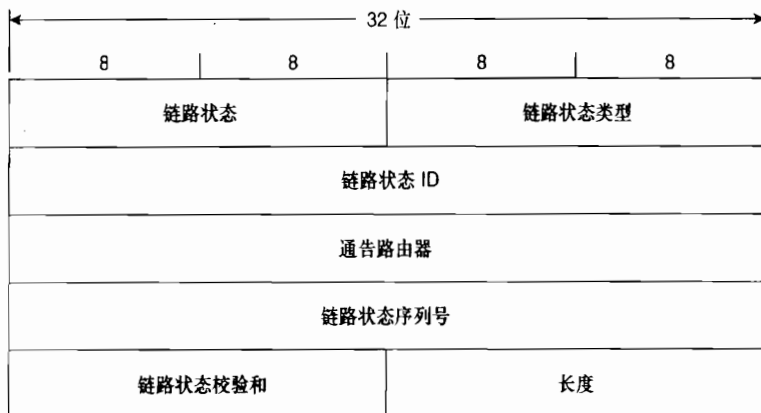 32 位
8 8 8 8
链路状态 链路状态类型
链路状态 ID
通告路由器
链路状态序列号
链路状态校验和 长度